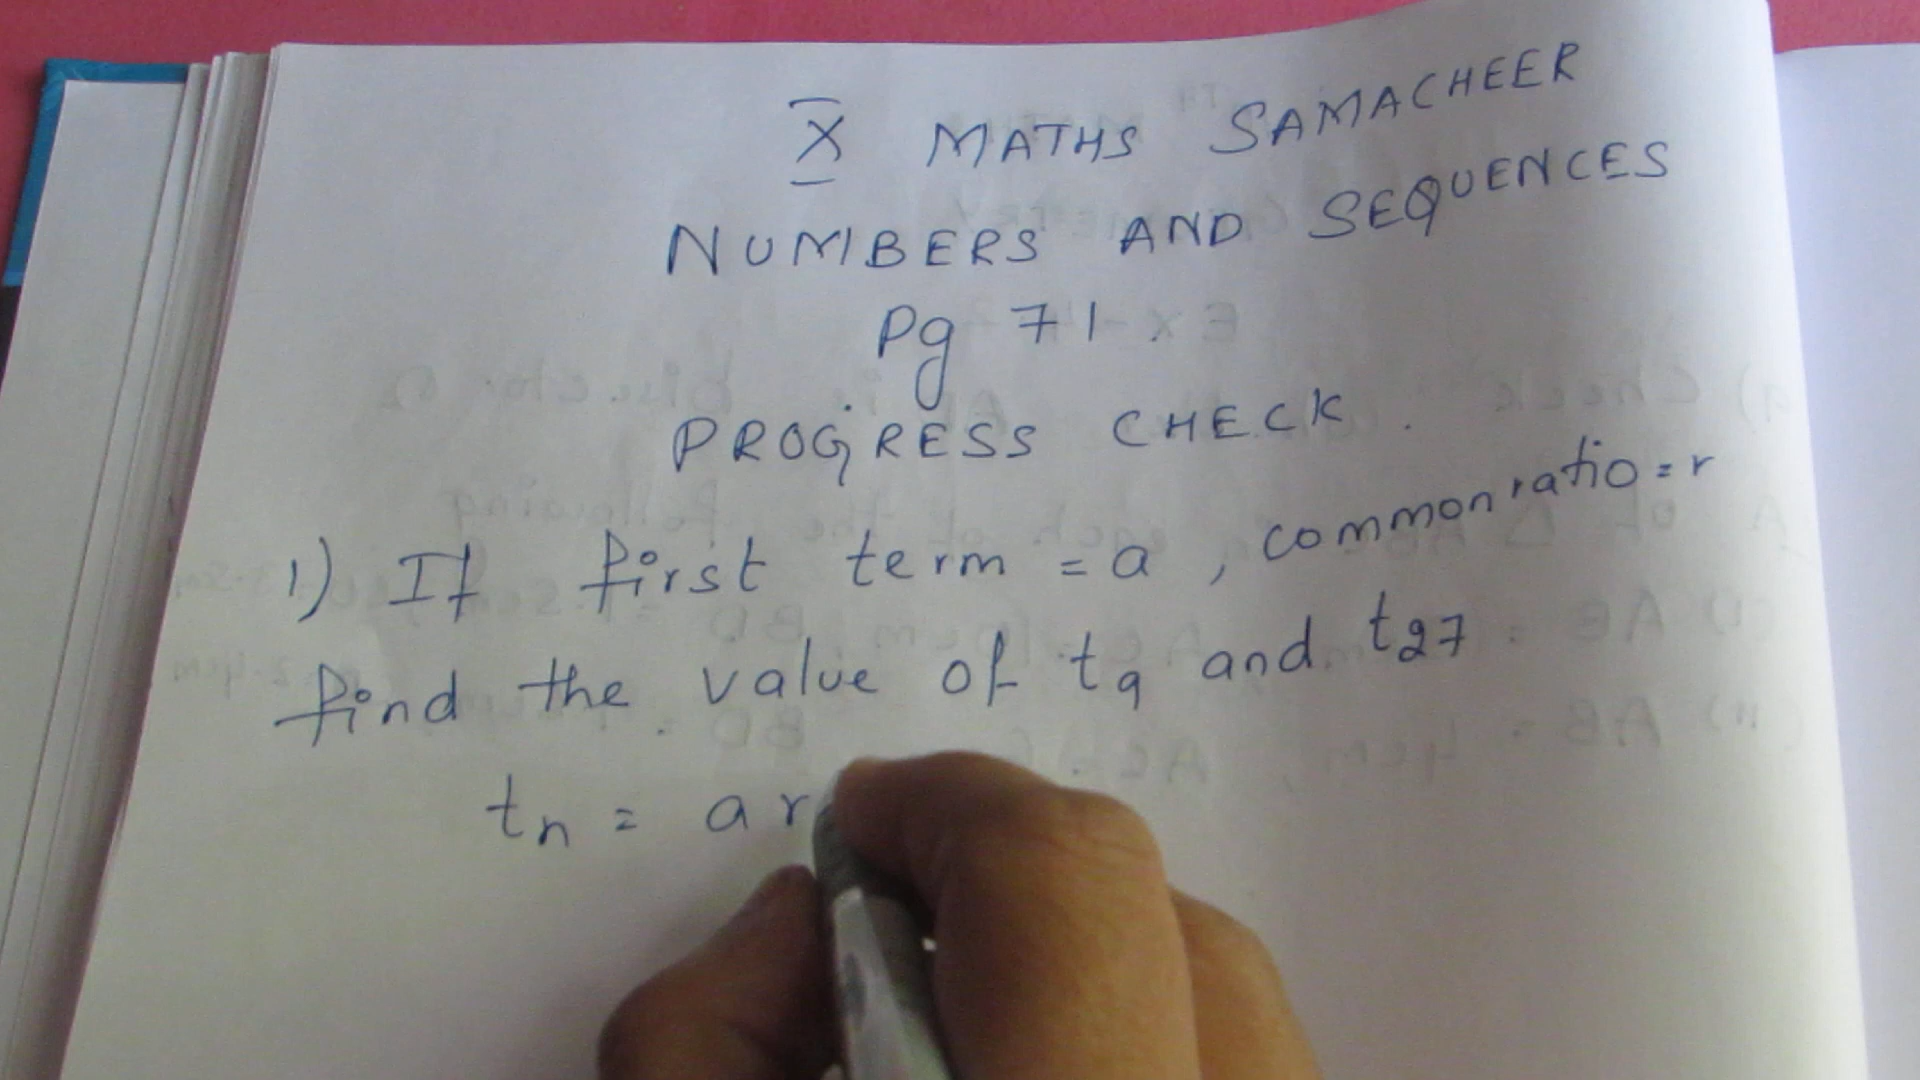 X MATHS SAMACHEER
NUMBERS AND SEQUENCES
Pg 71
PROGRESS CHECK.
1) If first term = a, common ratio = r
find the value of t9 and t27
tn = ar